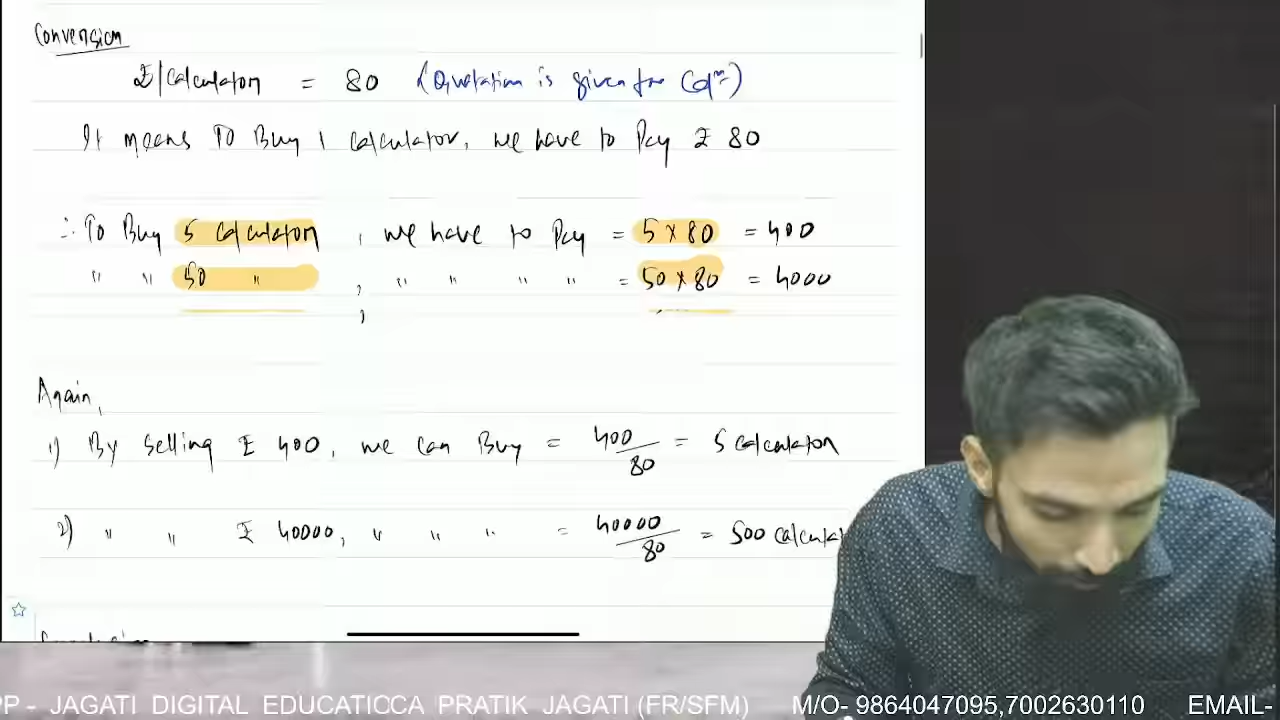 Conversion
₹/Calculator = 80 (Quotation is given for Calr)
It means To Buy 1 calculator, we have to Pay ₹ 80
∴ To Buy 5 Calculator, we have to Pay = 5 × 80 = 400
" " 50 " , " " " " = 50 × 80 = 4000
Again,
1) By Selling ₹ 400, we can Buy = 400/80 = 5 calculator
2) " " ₹ 40000, " " " = 40000/80 = 500 calculat
PP - JAGATI DIGITAL EDUCATICCA PRATIK JAGATI (FR/SFM) M/O- 9864047095,7002630110 EMAIL-